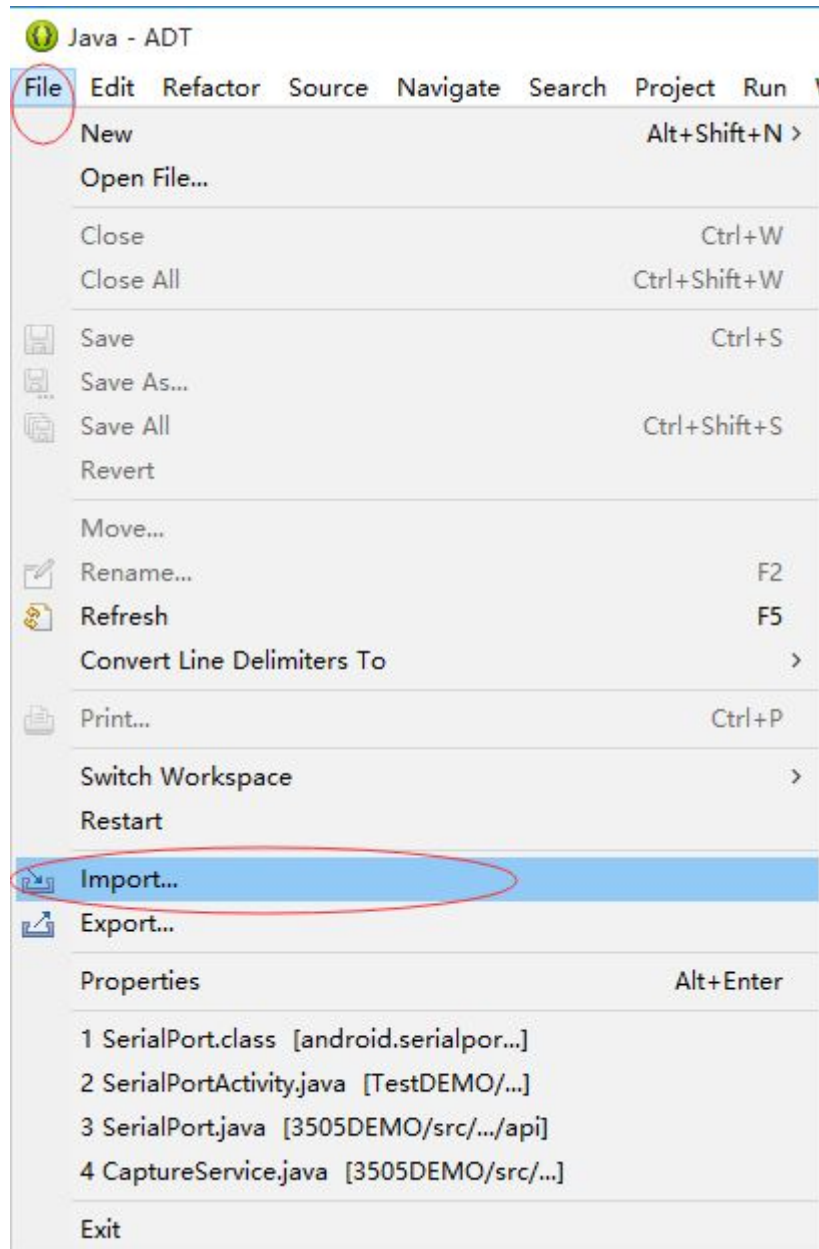 Java - ADT
File Edit Refactor Source Navigate Search Project Run
New Alt+Shift+N >
Open File...
Close Ctrl+W
Close All Ctrl+Shift+W
Save Ctrl+S
Save As...
Save All Ctrl+Shift+S
Revert
Move...
Rename... F2
Refresh F5
Convert Line Delimiters To >
Print... Ctrl+P
Switch Workspace >
Restart
Import...
Export...
Properties Alt+Enter
1 SerialPort.class [android.serialpor...]
2 SerialPortActivity.java [TestDEMO/...]
3 SerialPort.java [3505DEMO/src/.../api]
4 CaptureService.java [3505DEMO/src/...]
Exit